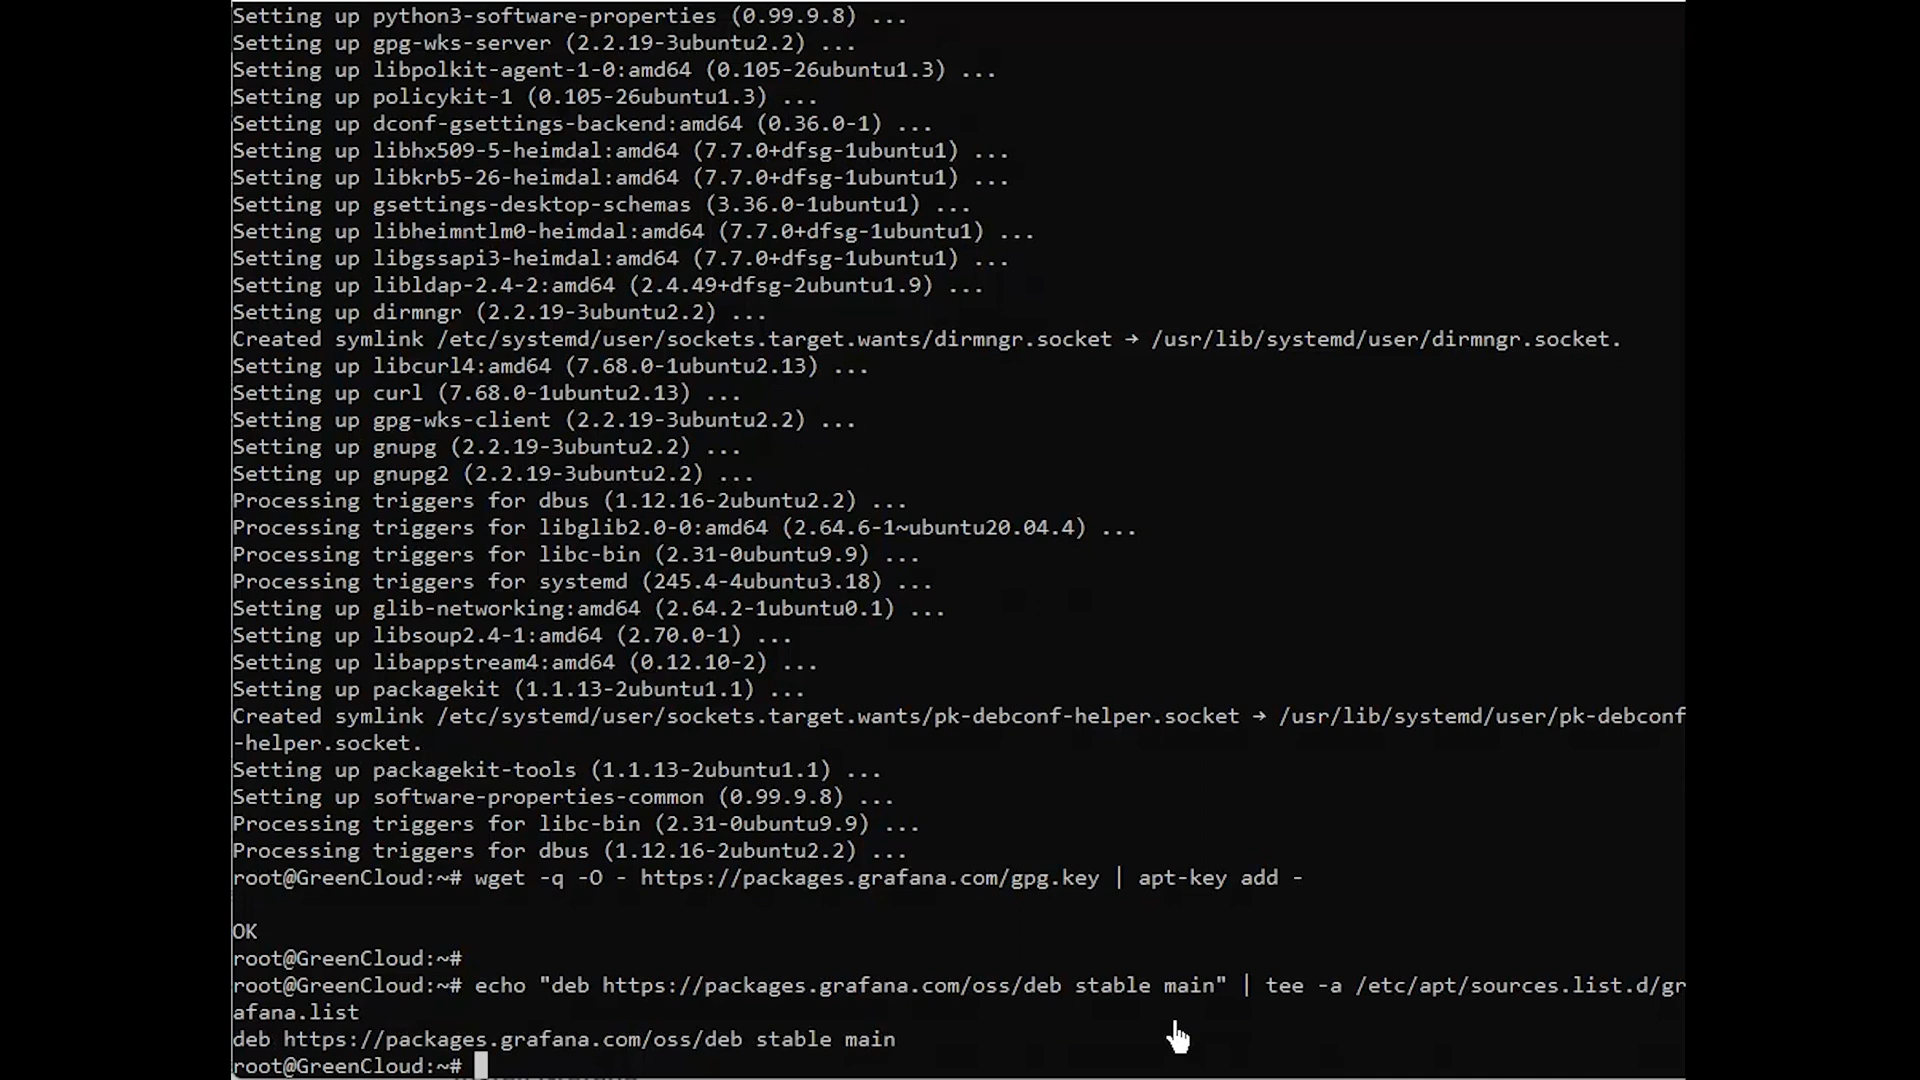 Setting up python3-software-properties (0.99.9.8) ...
Setting up gpg-wks-server (2.2.19-3ubuntu2.2) ...
Setting up libpolkit-agent-1-0:amd64 (0.105-26ubuntu1.3) ...
Setting up policykit-1 (0.105-26ubuntu1.3) ...
Setting up dconf-gsettings-backend:amd64 (0.36.0-1) ...
Setting up libhx509-5-heimdal:amd64 (7.7.0+dfsg-1ubuntu1) ...
Setting up libkrb5-26-heimdal:amd64 (7.7.0+dfsg-1ubuntu1) ...
Setting up gsettings-desktop-schemas (3.36.0-1ubuntu1) ...
Setting up libheimntlm0-heimdal:amd64 (7.7.0+dfsg-1ubuntu1) ...
Setting up libgssapi3-heimdal:amd64 (7.7.0+dfsg-1ubuntu1) ...
Setting up libldap-2.4-2:amd64 (2.4.49+dfsg-2ubuntu1.9) ...
Setting up dirmngr (2.2.19-3ubuntu2.2) ...
Created symlink /etc/systemd/user/sockets.target.wants/dirmngr.socket → /usr/lib/systemd/user/dirmngr.socket.
Setting up libcurl4:amd64 (7.68.0-1ubuntu2.13) ...
Setting up curl (7.68.0-1ubuntu2.13) ...
Setting up gpg-wks-client (2.2.19-3ubuntu2.2) ...
Setting up gnupg (2.2.19-3ubuntu2.2) ...
Setting up gnupg2 (2.2.19-3ubuntu2.2) ...
Processing triggers for dbus (1.12.16-2ubuntu2.2) ...
Processing triggers for libglib2.0-0:amd64 (2.64.6-1~ubuntu20.04.4) ...
Processing triggers for libc-bin (2.31-0ubuntu9.9) ...
Processing triggers for systemd (245.4-4ubuntu3.18) ...
Setting up glib-networking:amd64 (2.64.2-1ubuntu0.1) ...
Setting up libsoup2.4-1:amd64 (2.70.0-1) ...
Setting up libappstream4:amd64 (0.12.10-2) ...
Setting up packagekit (1.1.13-2ubuntu1.1) ...
Created symlink /etc/systemd/user/sockets.target.wants/pk-debconf-helper.socket → /usr/lib/systemd/user/pk-debconf
-helper.socket.
Setting up packagekit-tools (1.1.13-2ubuntu1.1) ...
Setting up software-properties-common (0.99.9.8) ...
Processing triggers for libc-bin (2.31-0ubuntu9.9) ...
Processing triggers for dbus (1.12.16-2ubuntu2.2) ...
root@GreenCloud:~# wget -q -O - https://packages.grafana.com/gpg.key | apt-key add -
OK
root@GreenCloud:~#
root@GreenCloud:~# echo "deb https://packages.grafana.com/oss/deb stable main" | tee -a /etc/apt/sources.list.d/gr
afana.list
deb https://packages.grafana.com/oss/deb stable main
root@GreenCloud:~#